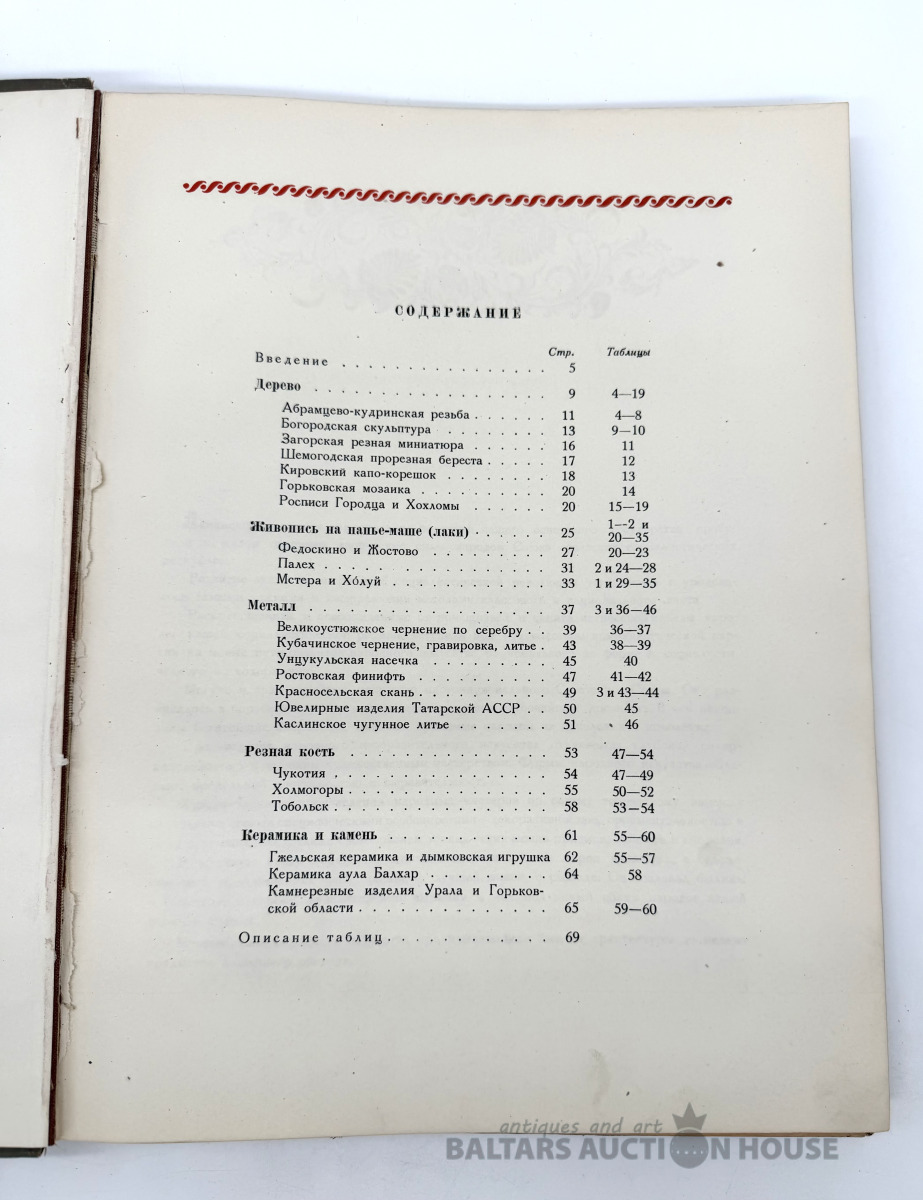 СОДЕРЖАНИЕ
Стр. Таблицы
Введение . . . . . . . . . . . . . . . . 5
Дерево . . . . . . . . . . . . . . . . . . 9 4—19
Абрамцево-кудринская резьба . . . . . . 11 4—8
Богородская скульптура . . . . . . . . 13 9—10
Загорская резная миниатюра . . . . . . 16 11
Шемогодская прорезная береста . . . . . 17 12
Кировский капо-корешок . . . . . . . . 18 13
Горьковская мозаика . . . . . . . . . . 20 14
Росписи Городца и Хохломы . . . . . . 20 15—19
Живопись на папье-маше (лаки) . . . . . . 25 1—2 и 20—35
Федоскино и Жостово . . . . . . . . . 27 20—23
Палех . . . . . . . . . . . . . . . . . 31 2 и 24—28
Мстера и Хо́луй . . . . . . . . . . . . 33 1 и 29—35
Металл . . . . . . . . . . . . . . . . . . 37 3 и 36—46
Великоустюжское чернение по серебру . . 39 36—37
Кубачинское чернение, гравировка, литье . 43 38—39
Унцукульская насечка . . . . . . . . . 45 40
Ростовская финифть . . . . . . . . . . 47 41—42
Красносельская скань . . . . . . . . . . 49 3 и 43—44
Ювелирные изделия Татарской АССР . . 50 45
Каслинское чугунное литье . . . . . . . 51 46
Резная кость . . . . . . . . . . . . . . . 53 47—54
Чукотия . . . . . . . . . . . . . . . . 54 47—49
Холмогоры . . . . . . . . . . . . . . . 55 50—52
Тобольск . . . . . . . . . . . . . . . . 58 53—54
Керамика и камень . . . . . . . . . . . . 61 55—60
Гжельская керамика и дымковская игрушка 62 55—57
Керамика аула Балхар . . . . . . . . . 64 58
Камнерезные изделия Урала и Горьков-
ской области . . . . . . . . . . . . . . 65 59—60
Описание таблиц . . . . . . . . . . . . 69
antiques and art
BALTARS AUCTION HOUSE